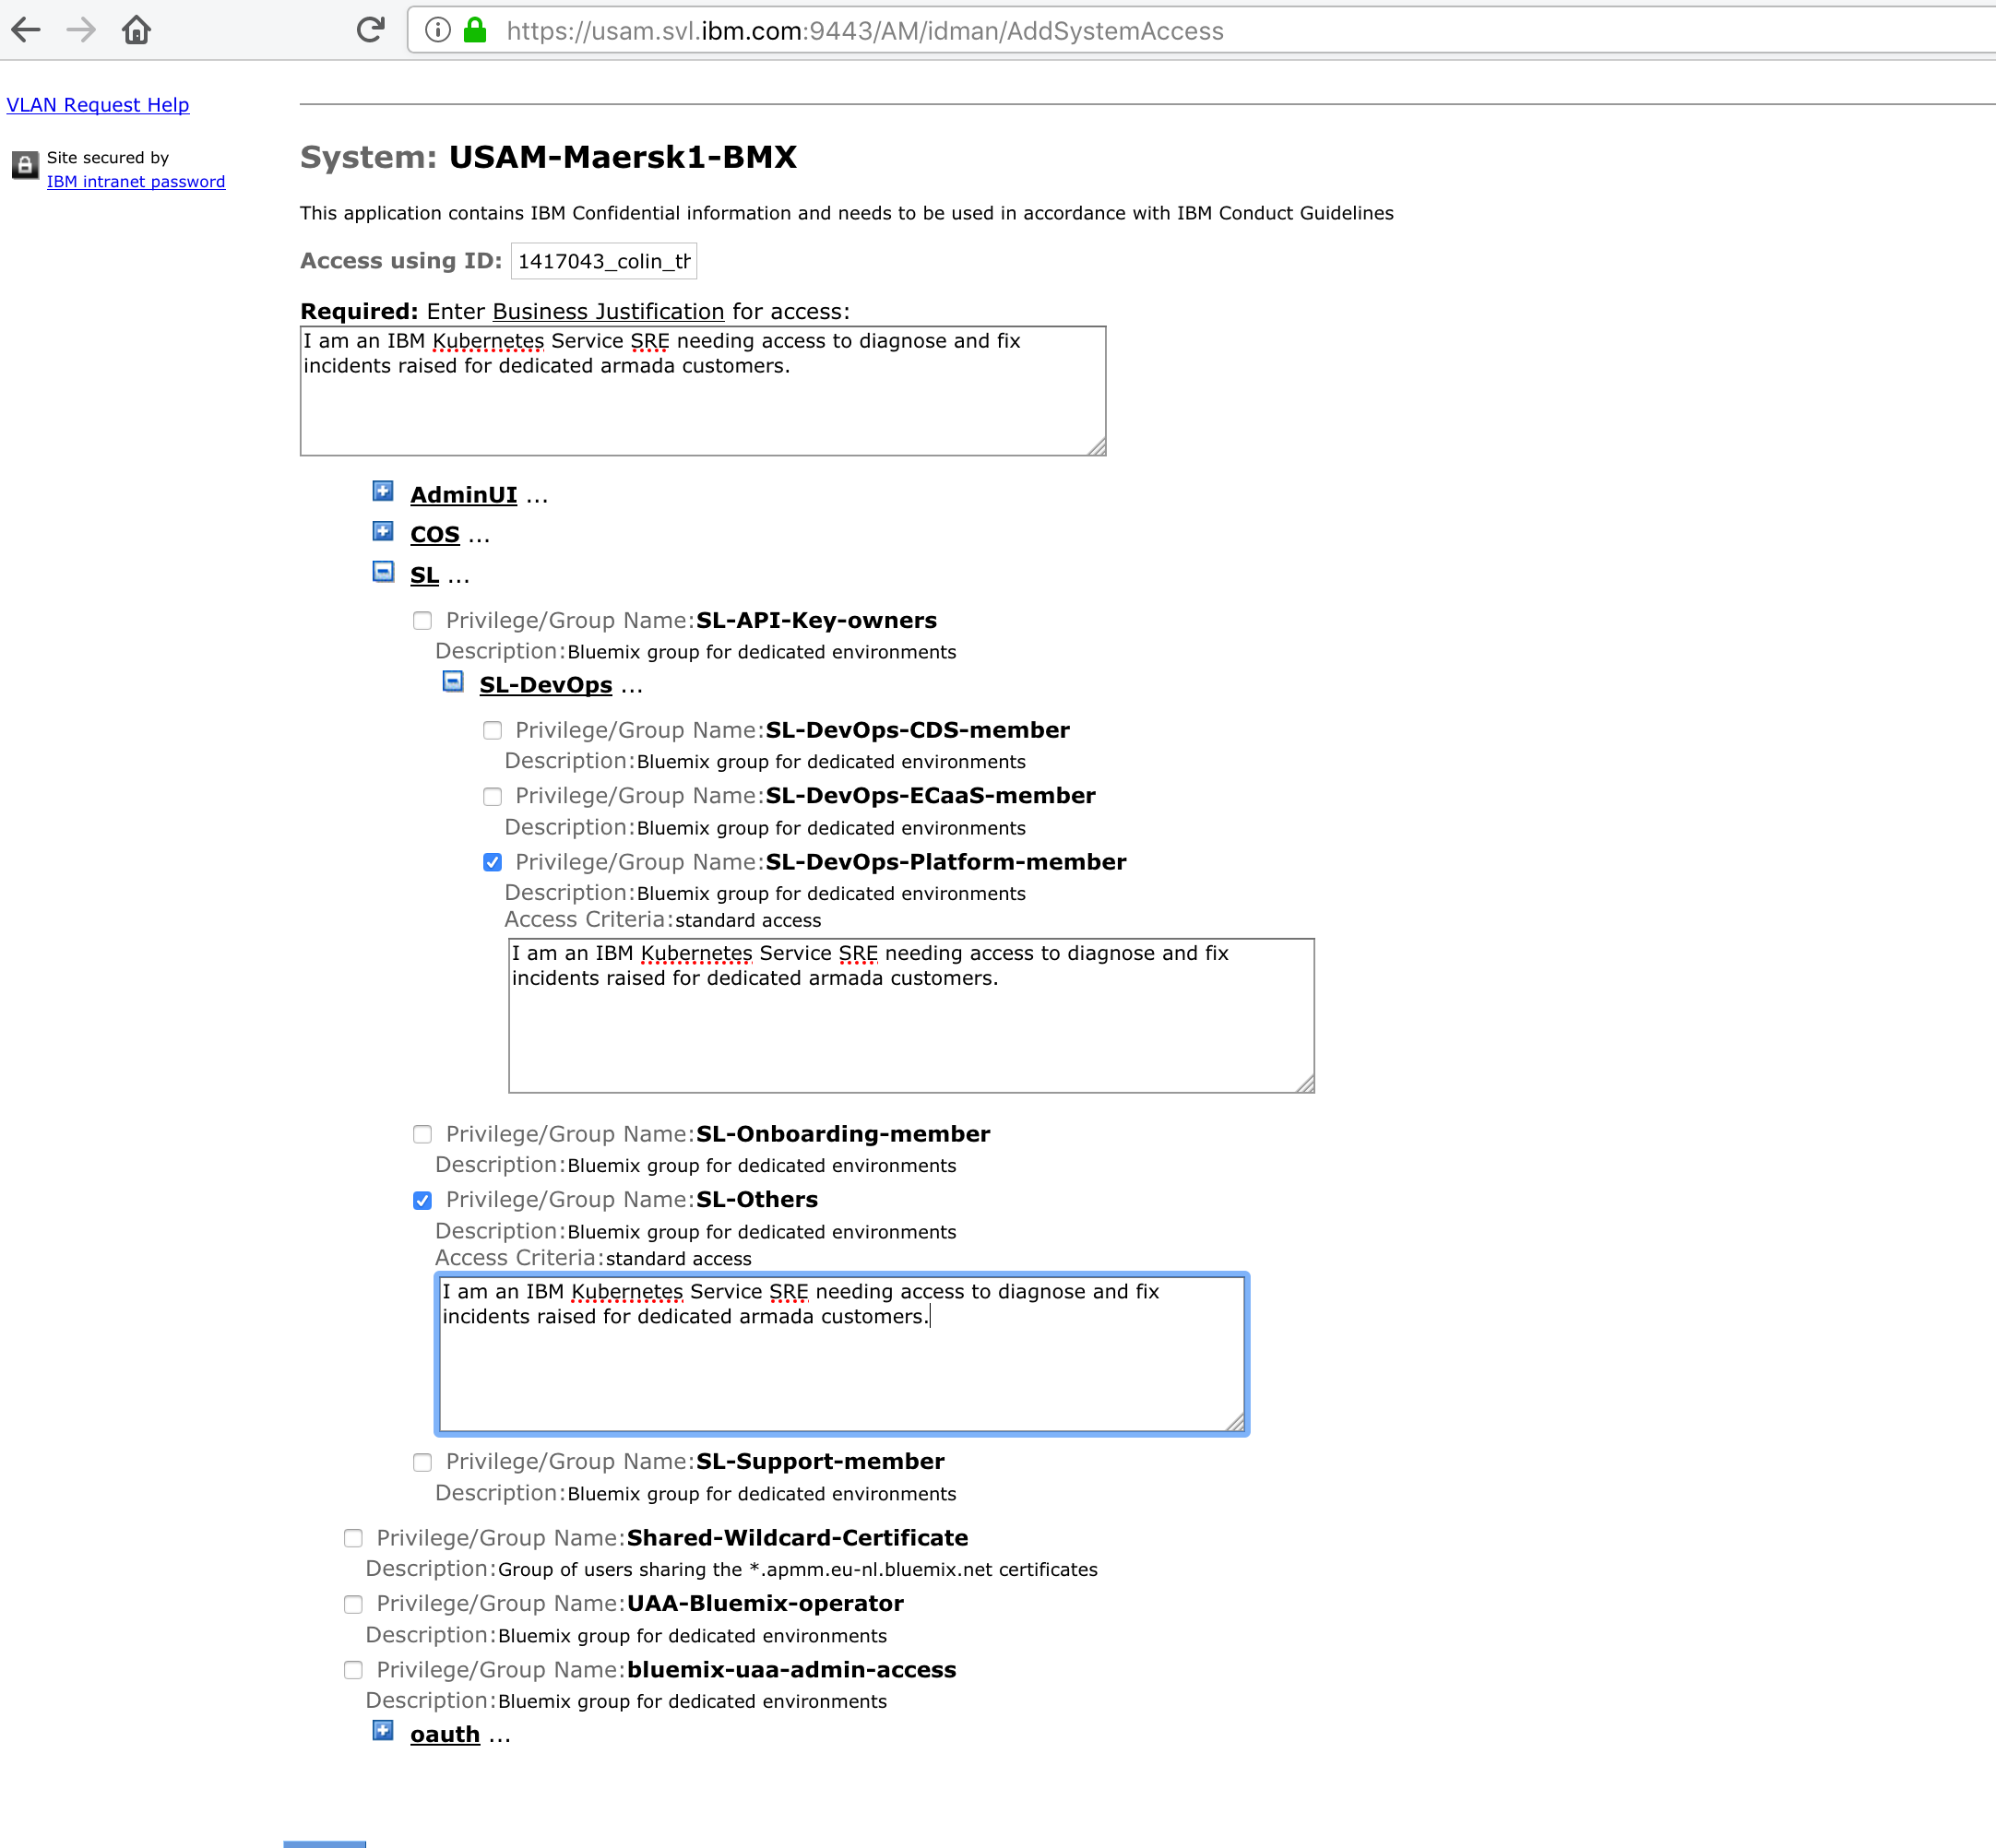 https://usam.svl.ibm.com:9443/AM/idman/AddSystemAccess
VLAN Request Help
Site secured by
IBM intranet password
System: USAM-Maersk1-BMX
This application contains IBM Confidential information and needs to be used in accordance with IBM Conduct Guidelines
Access using ID: 1417043_colin_th
Required: Enter Business Justification for access:
I am an IBM Kubernetes Service SRE needing access to diagnose and fix
incidents raised for dedicated armada customers.
AdminUI ...
COS ...
SL ...
Privilege/Group Name:SL-API-Key-owners
Description:Bluemix group for dedicated environments
SL-DevOps ...
Privilege/Group Name:SL-DevOps-CDS-member
Description:Bluemix group for dedicated environments
Privilege/Group Name:SL-DevOps-ECaaS-member
Description:Bluemix group for dedicated environments
Privilege/Group Name:SL-DevOps-Platform-member
Description:Bluemix group for dedicated environments
Access Criteria:standard access
I am an IBM Kubernetes Service SRE needing access to diagnose and fix
incidents raised for dedicated armada customers.
Privilege/Group Name:SL-Onboarding-member
Description:Bluemix group for dedicated environments
Privilege/Group Name:SL-Others
Description:Bluemix group for dedicated environments
Access Criteria:standard access
I am an IBM Kubernetes Service SRE needing access to diagnose and fix
incidents raised for dedicated armada customers.
Privilege/Group Name:SL-Support-member
Description:Bluemix group for dedicated environments
Privilege/Group Name:Shared-Wildcard-Certificate
Description:Group of users sharing the *.apmm.eu-nl.bluemix.net certificates
Privilege/Group Name:UAA-Bluemix-operator
Description:Bluemix group for dedicated environments
Privilege/Group Name:bluemix-uaa-admin-access
Description:Bluemix group for dedicated environments
oauth ...